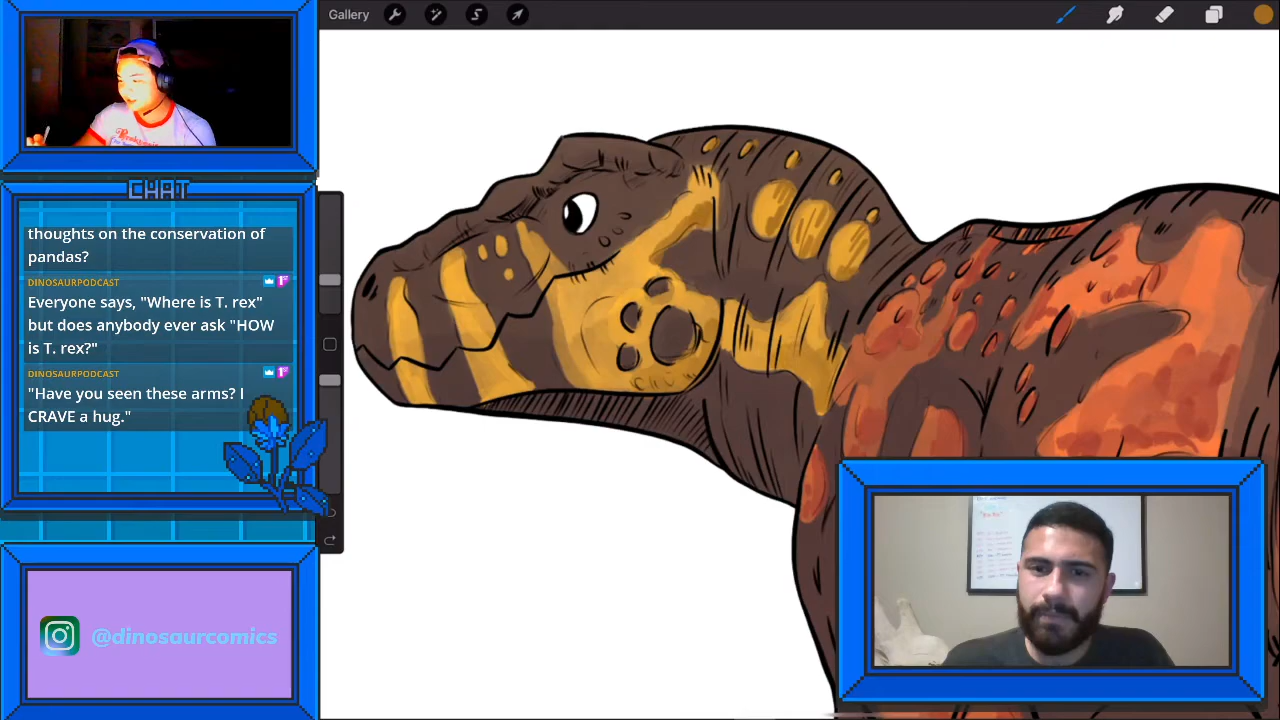 Gallery
CHAT
thoughts on the conservation of
pandas?
DINOSAURPODCAST
Everyone says, "Where is T. rex"
but does anybody ever ask "HOW
is T. rex?"
DINOSAURPODCAST
"Have you seen these arms? I
CRAVE a hug."
@dinosaurcomics